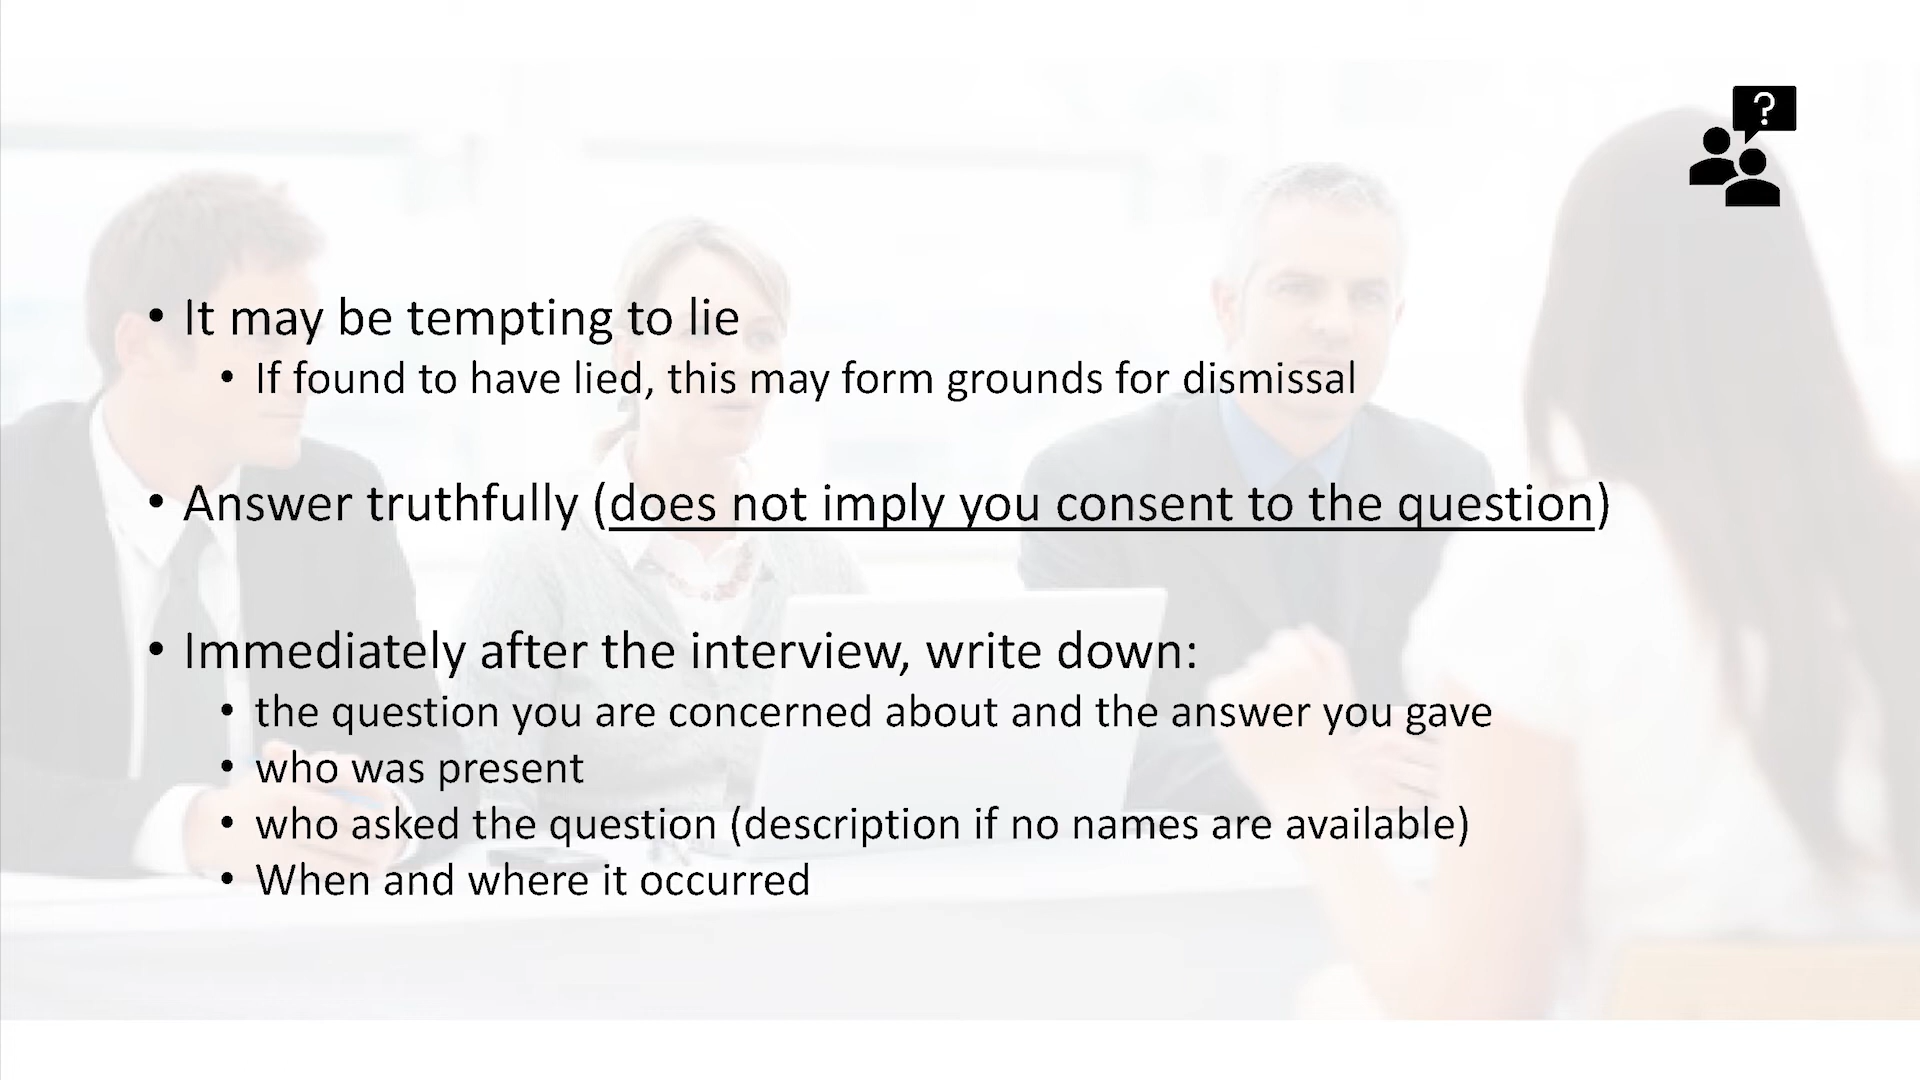 ?
• It may be tempting to lie
• If found to have lied, this may form grounds for dismissal
• Answer truthfully (does not imply you consent to the question)
• Immediately after the interview, write down:
• the question you are concerned about and the answer you gave
• who was present
• who asked the question (description if no names are available)
• When and where it occurred